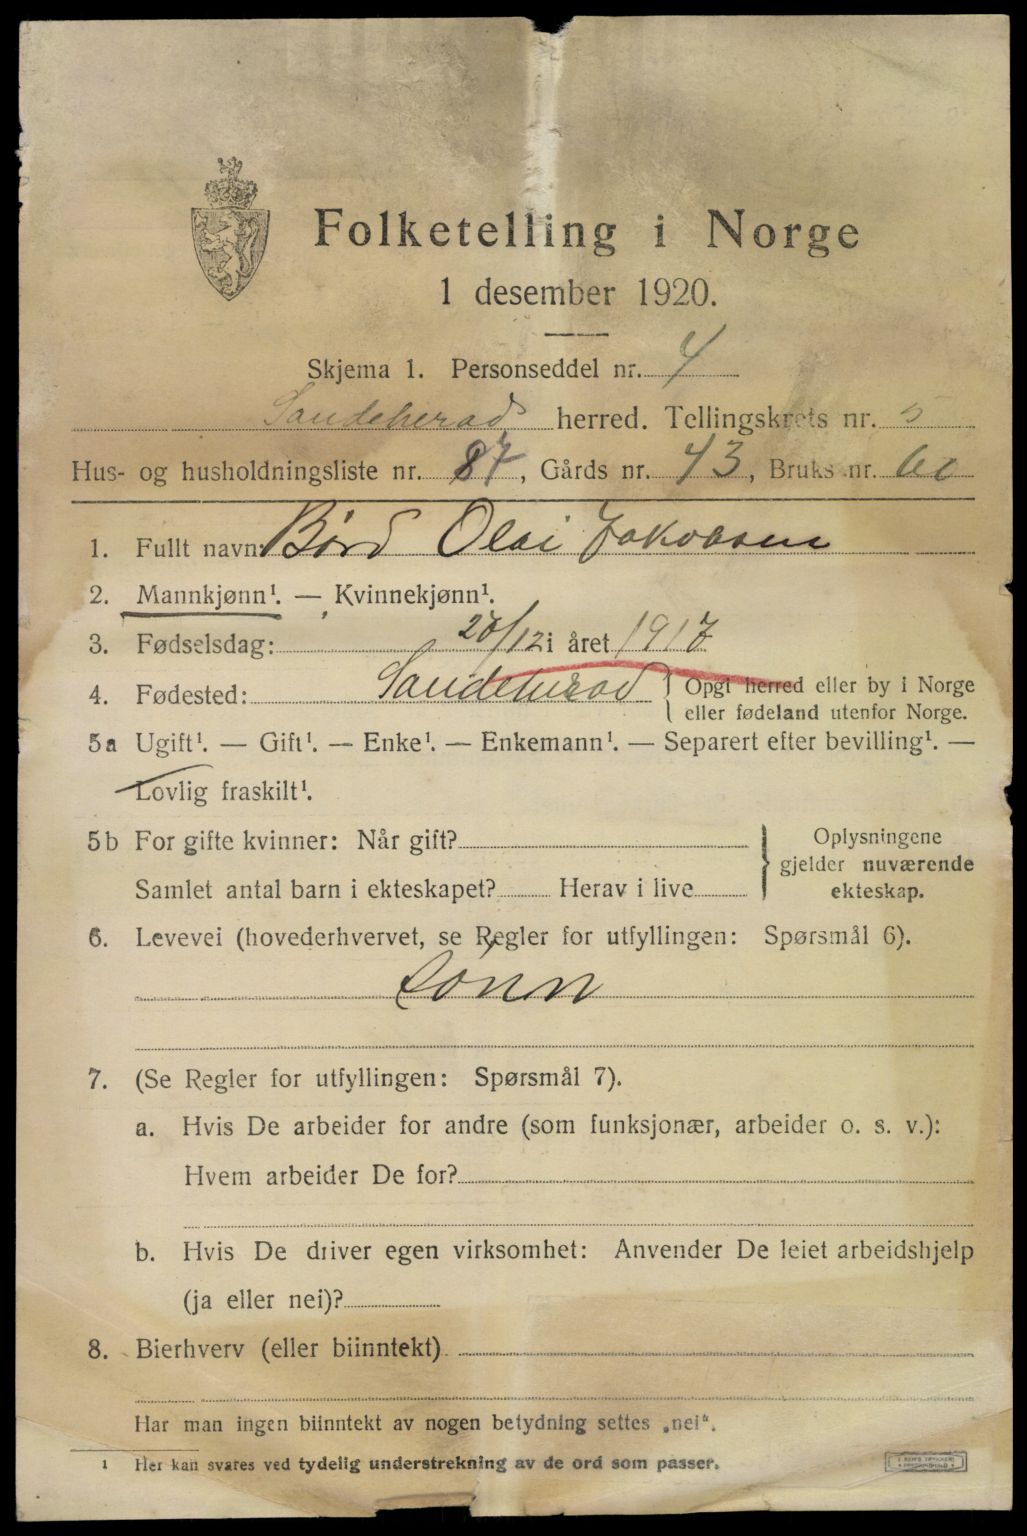 Folketelling i Norge
1 desember 1920.
Skjema 1. Personseddel nr. 4
Sandeherad herred. Tellingskrets nr. 5
Hus- og husholdningsliste nr. 87, Gårds nr. 43, Bruks nr.
1. Fullt navn: Bård Olai Jakobsen
2. Mannkjønn¹. — Kvinnekjønn¹.
3. Fødselsdag: 27/12 i året 1917
4. Fødested: Sandeherad } Opgi herred eller by i Norge
eller fødeland utenfor Norge.
5a Ugift¹. — Gift¹. — Enke¹. — Enkemann¹. — Separert efter bevilling¹. —
Lovlig fraskilt¹.
5b For gifte kvinner: Når gift?
Samlet antal barn i ekteskapet? Herav i live
Oplysningene
gjelder nuværende
ekteskap.
6. Levevei (hovederhvervet, se Regler for utfyllingen: Spørsmål 6).
sønn
7. (Se Regler for utfyllingen: Spørsmål 7).
a. Hvis De arbeider for andre (som funksjonær, arbeider o. s. v.):
Hvem arbeider De for?
b. Hvis De driver egen virksomhet: Anvender De leiet arbeidshjelp
(ja eller nei)?
8. Bierhverv (eller biinntekt)
Har man ingen biinntekt av nogen betydning settes „nei".
¹ Her kan svares ved tydelig understrekning av de ord som passer.